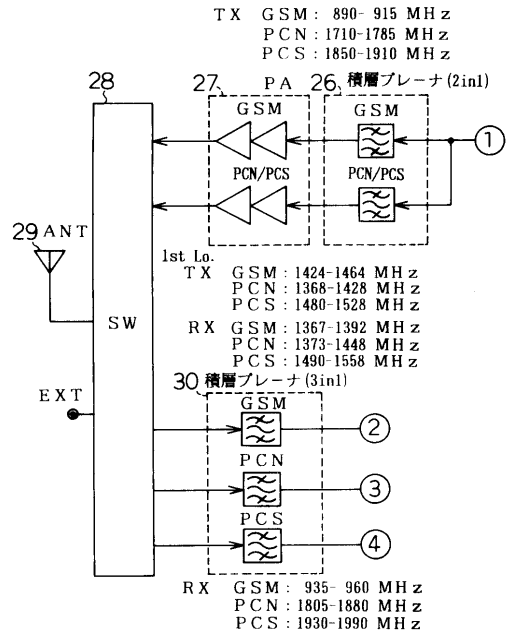 TX GSM: 890- 915 MHz
PCN: 1710-1785 MHz
PCS: 1850-1910 MHz
28
27
PA
26
積層プレーナ(2in1)
GSM
GSM
①
PCN/PCS
PCN/PCS
29 ANT
SW
EXT
1st Lo.
TX GSM: 1424-1464 MHz
PCN: 1368-1428 MHz
PCS: 1480-1528 MHz
RX GSM: 1367-1392 MHz
PCN: 1373-1448 MHz
PCS: 1490-1558 MHz
30 積層プレーナ(3in1)
GSM
②
PCN
③
PCS
④
RX GSM: 935- 960 MHz
PCN: 1805-1880 MHz
PCS: 1930-1990 MHz